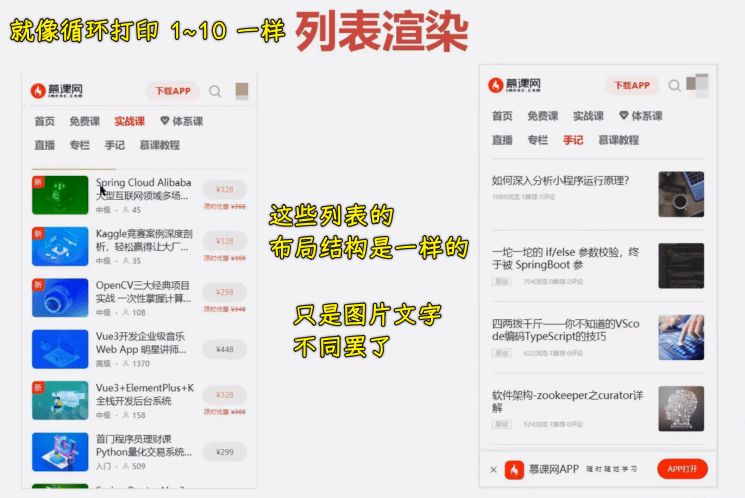 就像循环打印 1~10 一样
列表渲染
慕课网
imooc.com
下载APP
首页 免费课 实战课 体系课
直播 专栏 手记 慕课教程
新
Spring Cloud Alibaba
大型互联网领域多场...
中级 · 45
¥328
限时优惠 ¥368
新
Kaggle竞赛案例深度剖
析，轻松赢得让大厂...
中级 · 35
¥328
限时优惠 ¥368
新
OpenCV三大经典项目
实战 一次性掌握计算...
中级 · 108
¥298
限时优惠 ¥348
Vue3开发企业级音乐
Web App 明星讲师...
高级 · 1370
¥448
新
Vue3+ElementPlus+K
全栈开发后台系统
中级 · 158
¥328
限时优惠 ¥368
首门程序员理财课
Python量化交易系统...
入门 · 509
¥299
这些列表的
布局结构是一样的
只是图片文字
不同罢了
慕课网
imooc.com
下载APP
首页 免费课 实战课 体系课
直播 专栏 手记 慕课教程
如何深入分析小程序运行原理？
1089浏览·1推荐·1评论
一坨一坨的 if/else 参数校验，终
于被 SpringBoot 参
原创 704浏览·2推荐·2评论
四两拨千斤——你不知道的VSco
de编码TypeScript的技巧
原创 622浏览·1推荐·0评论
软件架构-zookeeper之curator详
解
原创 524浏览·1推荐·0评论
× 慕课网APP 随时随地学习
APP打开